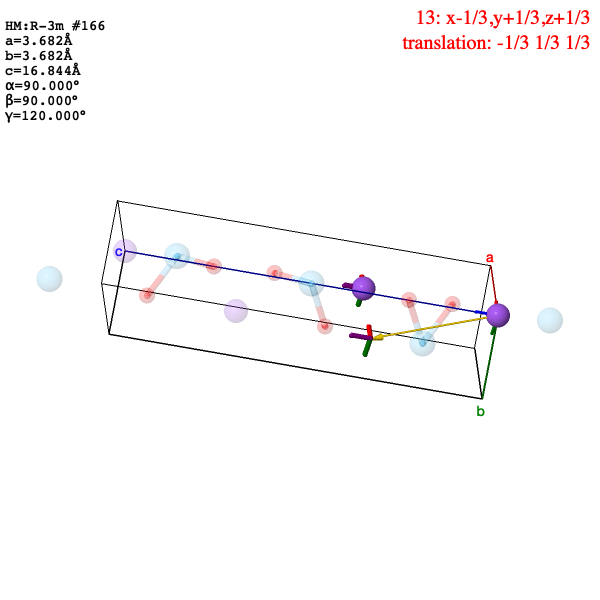 HM:R-3m #166
a=3.682Å
b=3.682Å
c=16.844Å
α=90.000°
β=90.000°
γ=120.000°
13: x-1/3,y+1/3,z+1/3
translation: -1/3 1/3 1/3
c
a
b